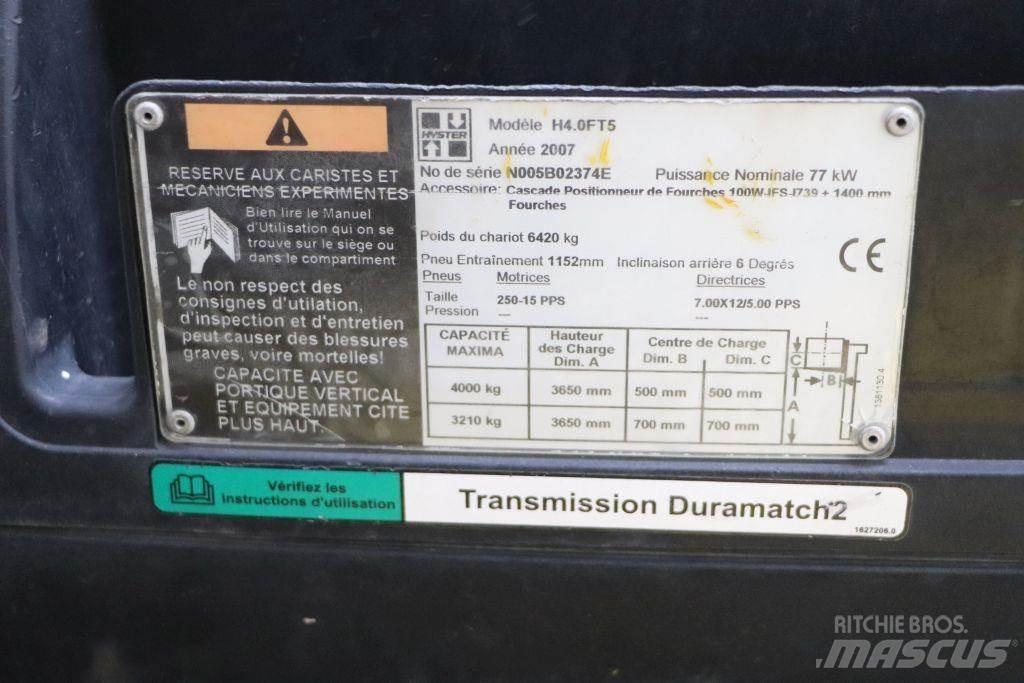 RESERVE AUX CARISTES ET
MECANICIENS EXPERIMENTES
Bien lire le Manuel
d'Utilisation qui on se
trouve sur le siège ou
dans le compartiment
Le non respect des
consignes d'utilation,
d'inspection et d'entretien
peut causer des blessures
graves, voire mortelles!
CAPACITE AVEC
PORTIQUE VERTICAL
ET EQUIPEMENT CITE
PLUS HAUT.
HYSTER
Modèle H4.0FT5
Année 2007
No de série N005B02374E Puissance Nominale 77 kW
Accessoire: Cascade Positionneur de Fourches 100W-IFS-I739 + 1400 mm
Fourches
Poids du chariot 6420 kg
Pneu Entraînement 1152mm Inclinaison arrière 6 Degrés
Pneus Motrices Directrices
Taille 250-15 PPS 7.00X12/5.00 PPS
Pression --- ---
CE
CAPACITÉ MAXIMA Hauteur des Charge Dim. A Centre de Charge Dim. B Dim. C
4000 kg 3650 mm 500 mm 500 mm
3210 kg 3650 mm 700 mm 700 mm
C
B
A
1361130.4
Vérifiez les
Instructions d'utilisation
Transmission Duramatch2
1627206.0
RITCHIE BROS.
MASCUS